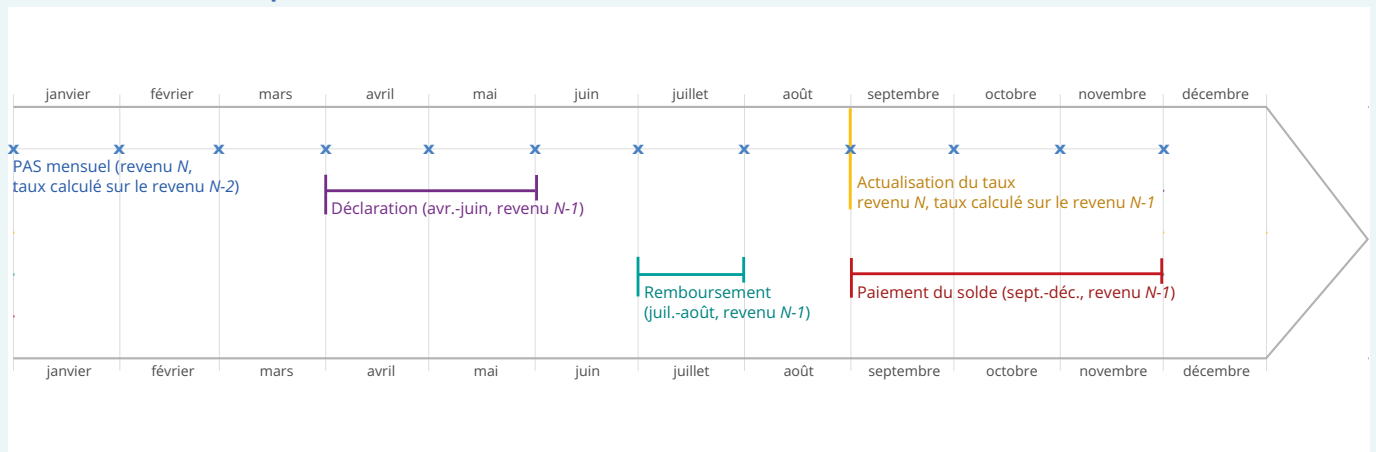 janvier février mars avril mai juin juillet août septembre octobre novembre décembre
PAS mensuel (revenu N,
taux calculé sur le revenu N-2)
Déclaration (avr.-juin, revenu N-1)
Actualisation du taux
revenu N, taux calculé sur le revenu N-1
Remboursement
(juil.-août, revenu N-1)
Paiement du solde (sept.-déc., revenu N-1)
janvier février mars avril mai juin juillet août septembre octobre novembre décembre